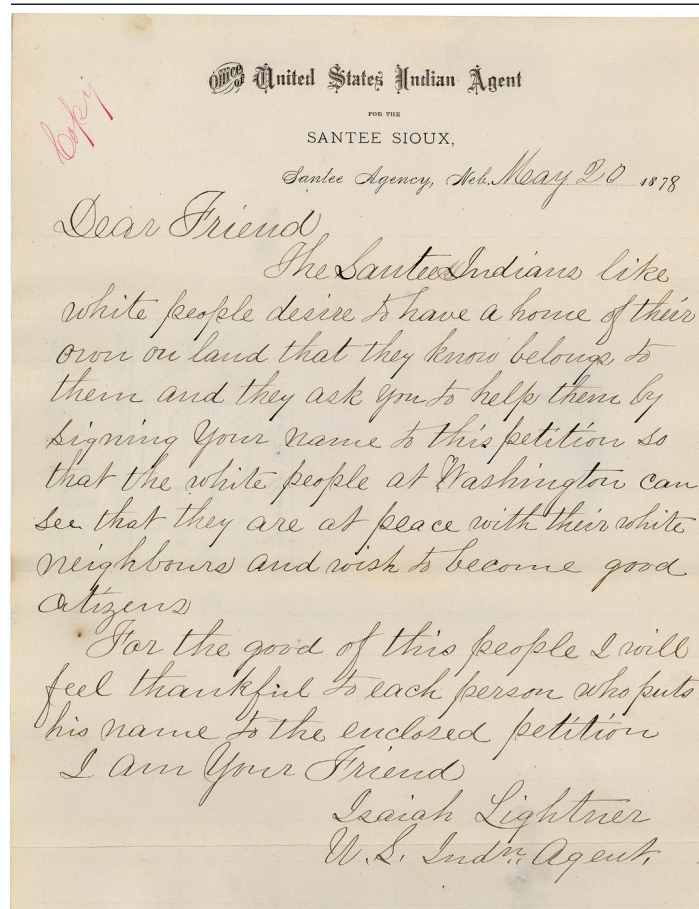 Office of United States Indian Agent
FOR THE
SANTEE SIOUX,
Copy
Santee Agency, Neb. May 20 1878
Dear Friend
The Santee Indians like
white people desire to have a home of their
own on land that they know belongs to
them and they ask you to help them by
signing Your name to this petition so
that the white people at Washington can
see that they are at peace with their white
neighbours and wish to become good
citizens
For the good of this people I will
feel thankful to each person who puts
his name to the enclosed petition
I am Your Friend
Isaiah Lightner
U.S. Indn. Agent.